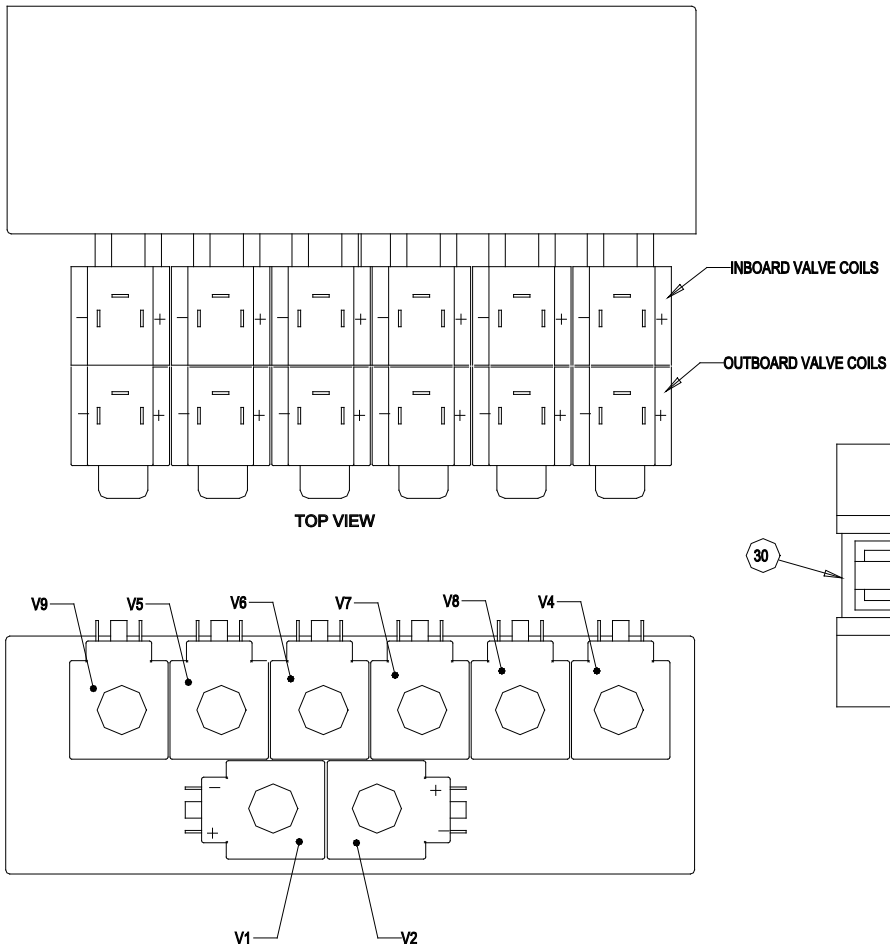 INBOARD VALVE COILS
- + - + - + - + - + - +
OUTBOARD VALVE COILS
- + - + - + - + - + - +
TOP VIEW
30
V9 V5 V6 V7 V8 V4
- +
+ -
V1 V2